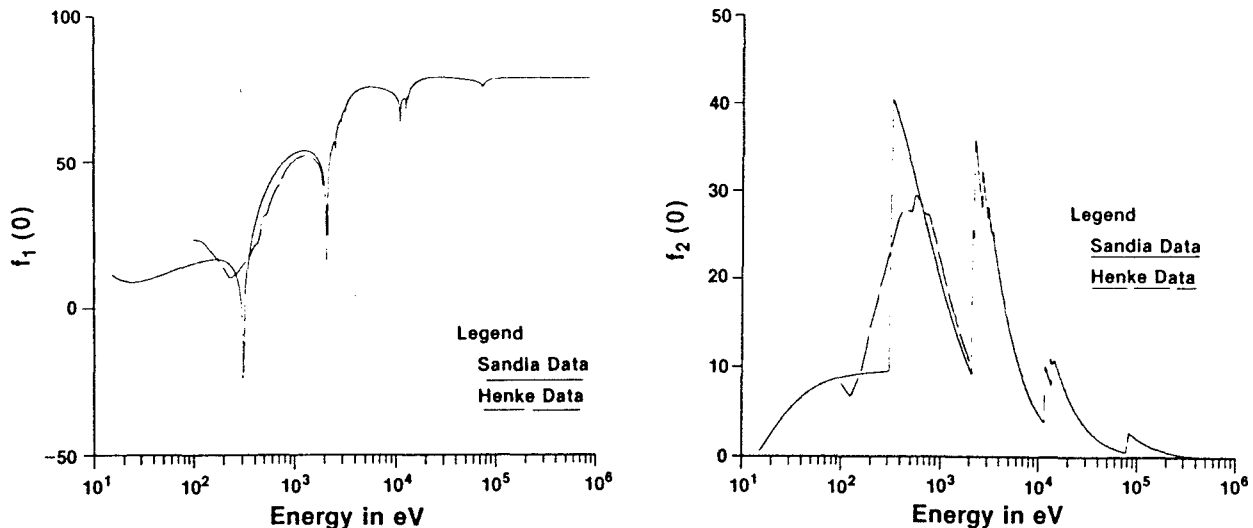 100
50
0
−50
f1 (0)
10^1 10^2 10^3 10^4 10^5 10^6
Energy in eV
Legend
Sandia Data
Henke Data
50
40
30
20
10
0
f2 (0)
10^1 10^2 10^3 10^4 10^5 10^6
Energy in eV
Legend
Sandia Data
Henke Data